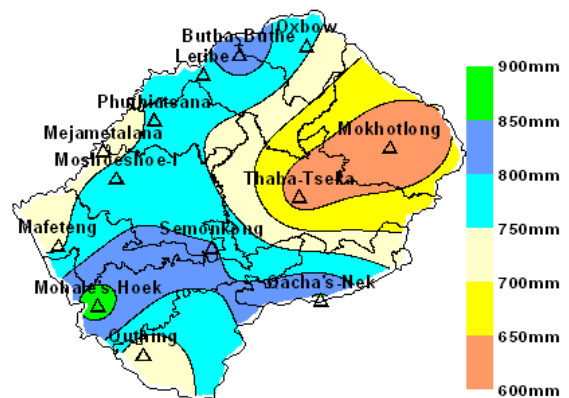 Oxbow
Butha-Buthe
Leribe
900mm
Phuthiatsana
850mm
Mejametalana
Mokhotlong
Moshoeshoe-I
800mm
Thaba-Tseka
Mafeteng
Semonkong
750mm
Mohale's Hoek
Qacha's-Nek
700mm
Quthing
650mm
600mm